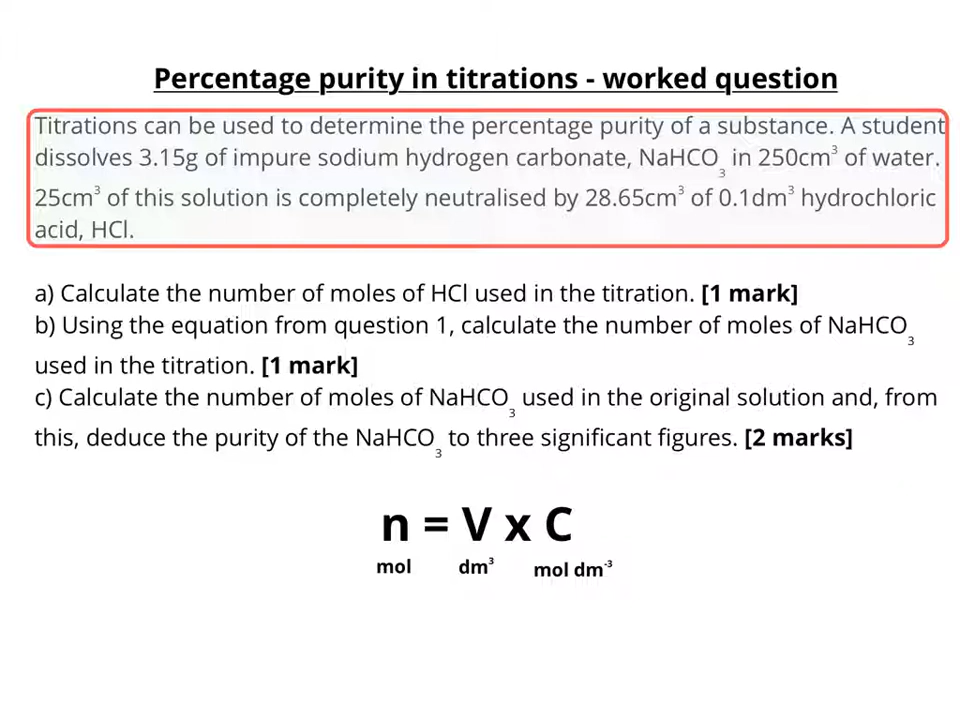 Percentage purity in titrations - worked question
Titrations can be used to determine the percentage purity of a substance. A student
dissolves 3.15g of impure sodium hydrogen carbonate, NaHCO₃ in 250cm³ of water.
25cm³ of this solution is completely neutralised by 28.65cm³ of 0.1dm³ hydrochloric
acid, HCl.
a) Calculate the number of moles of HCl used in the titration. [1 mark]
b) Using the equation from question 1, calculate the number of moles of NaHCO₃
used in the titration. [1 mark]
c) Calculate the number of moles of NaHCO₃ used in the original solution and, from
this, deduce the purity of the NaHCO₃ to three significant figures. [2 marks]
n = V x C
mol dm³ mol dm⁻³